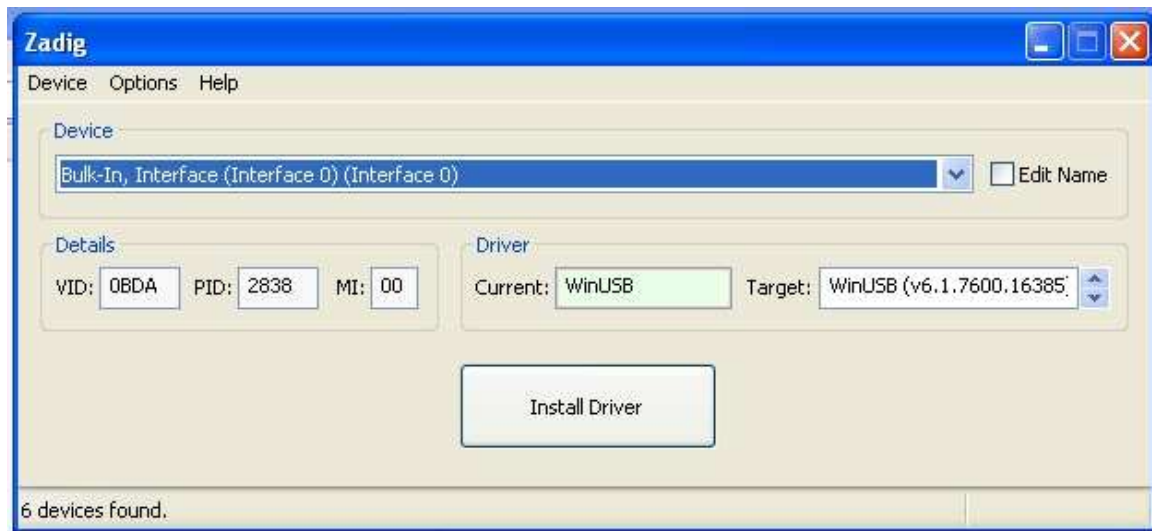 Zadig
Device Options Help
Device
Bulk-In, Interface (Interface 0) (Interface 0)
Edit Name
Details
VID: 0BDA PID: 2838 MI: 00
Driver
Current: WinUSB Target: WinUSB (v6.1.7600.16385)
Install Driver
6 devices found.